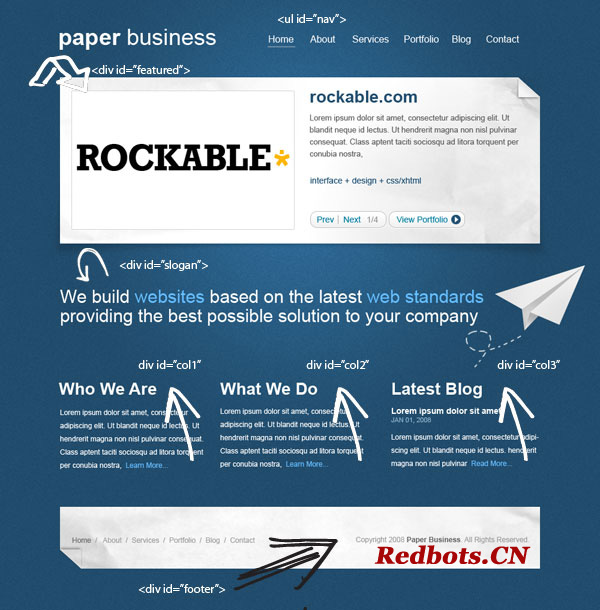 <ul id="nav">
paper business
Home About Services Portfolio Blog Contact
<div id="featured">
rockable.com
Lorem ipsum dolor sit amet, consectetur adipiscing elit. Ut
blandit neque id lectus. Ut hendrerit magna non nisl pulvinar
consequat. Class aptent taciti sociosqu ad litora torquent per
conubia nostra,
ROCKABLE*
interface + design + css/xhtml
Prev | Next 1/4 View Portfolio
<div id="slogan">
We build websites based on the latest web standards
providing the best possible solution to your company
div id="col1" div id="col2" div id="col3"
Who We Are
Lorem ipsum dolor sit amet, consectetur
adipiscing elit. Ut blandit neque id lectus. Ut
hendrerit magna non nisl pulvinar consequat.
Class aptent taciti sociosqu ad litora torquent
per conubia nostra, Learn More...
What We Do
Lorem ipsum dolor sit amet, consectetur
adipiscing elit. Ut blandit neque id lectus. Ut
hendrerit magna non nisl pulvinar consequat.
Class aptent taciti sociosqu ad litora torquent
per conubia nostra, Learn More...
Latest Blog
Lorem ipsum dolor sit amet
JAN 01, 2008
Lorem ipsum dolor sit amet, consectetur adipi-
scing elit. Ut blandit neque id lectus. hendrerit
magna non nisl pulvinar Read More...
Home / About / Services / Portfolio / Blog / Contact
Copyright 2008 Paper Business. All Rights Reserved.
Redbots.CN
<div id="footer">